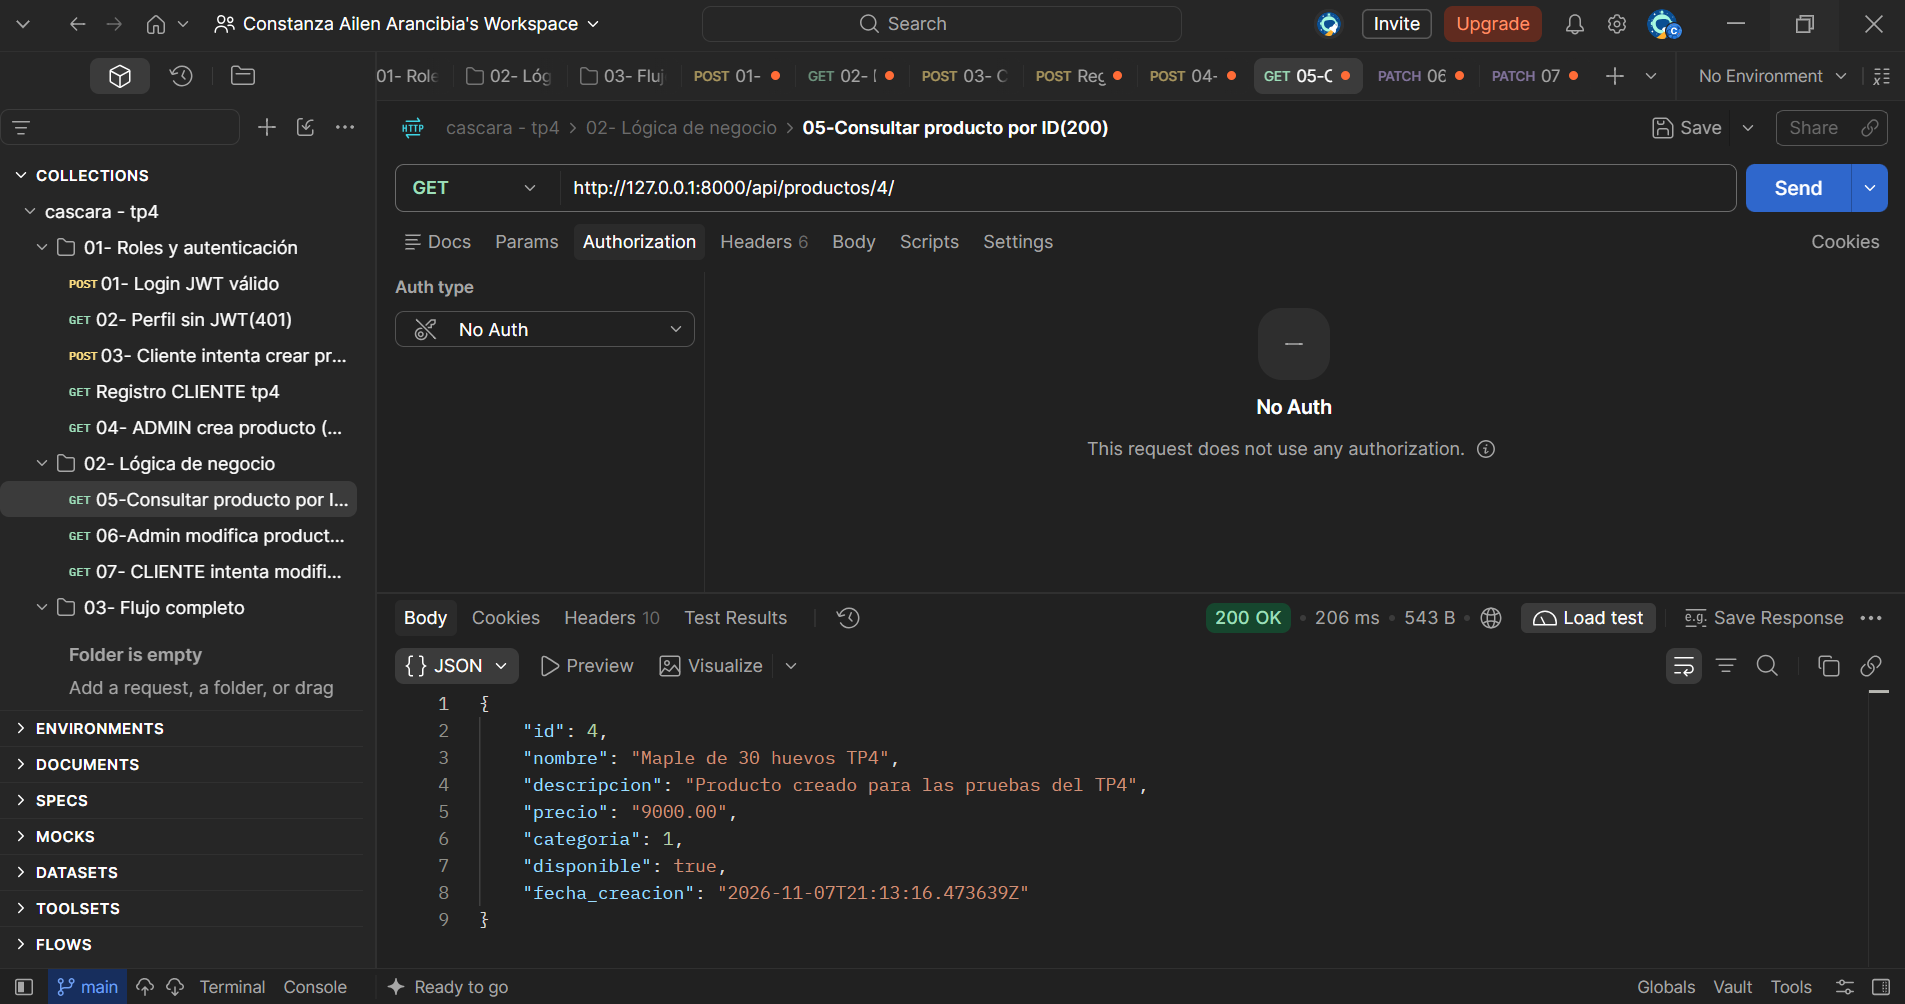 Constanza Ailen Arancibia's Workspace
Search
Invite
Upgrade
01- Role
02- Lóg
03- Fluj
POST 01-
GET 02- I
POST 03- C
POST Reg
POST 04-
GET 05-C
PATCH 06
PATCH 07
No Environment
HTTP
cascara - tp4 > 02- Lógica de negocio > 05-Consultar producto por ID(200)
Save
Share
GET
http://127.0.0.1:8000/api/productos/4/
Send
Docs
Params
Authorization
Headers 6
Body
Scripts
Settings
Cookies
Auth type
No Auth
No Auth
This request does not use any authorization.
COLLECTIONS
cascara - tp4
01- Roles y autenticación
POST 01- Login JWT válido
GET 02- Perfil sin JWT(401)
POST 03- Cliente intenta crear pr...
GET Registro CLIENTE tp4
GET 04- ADMIN crea producto (...
02- Lógica de negocio
GET 05-Consultar producto por I...
GET 06-Admin modifica product...
GET 07- CLIENTE intenta modifi...
03- Flujo completo
Folder is empty
Add a request, a folder, or drag
ENVIRONMENTS
DOCUMENTS
SPECS
MOCKS
DATASETS
TOOLSETS
FLOWS
Body
Cookies
Headers 10
Test Results
200 OK
206 ms
543 B
Load test
e.g. Save Response
{} JSON
Preview
Visualize
1 {
2 "id": 4,
3 "nombre": "Maple de 30 huevos TP4",
4 "descripcion": "Producto creado para las pruebas del TP4",
5 "precio": "9000.00",
6 "categoria": 1,
7 "disponible": true,
8 "fecha_creacion": "2026-11-07T21:13:16.473639Z"
9 }
main
Terminal
Console
Ready to go
Globals
Vault
Tools